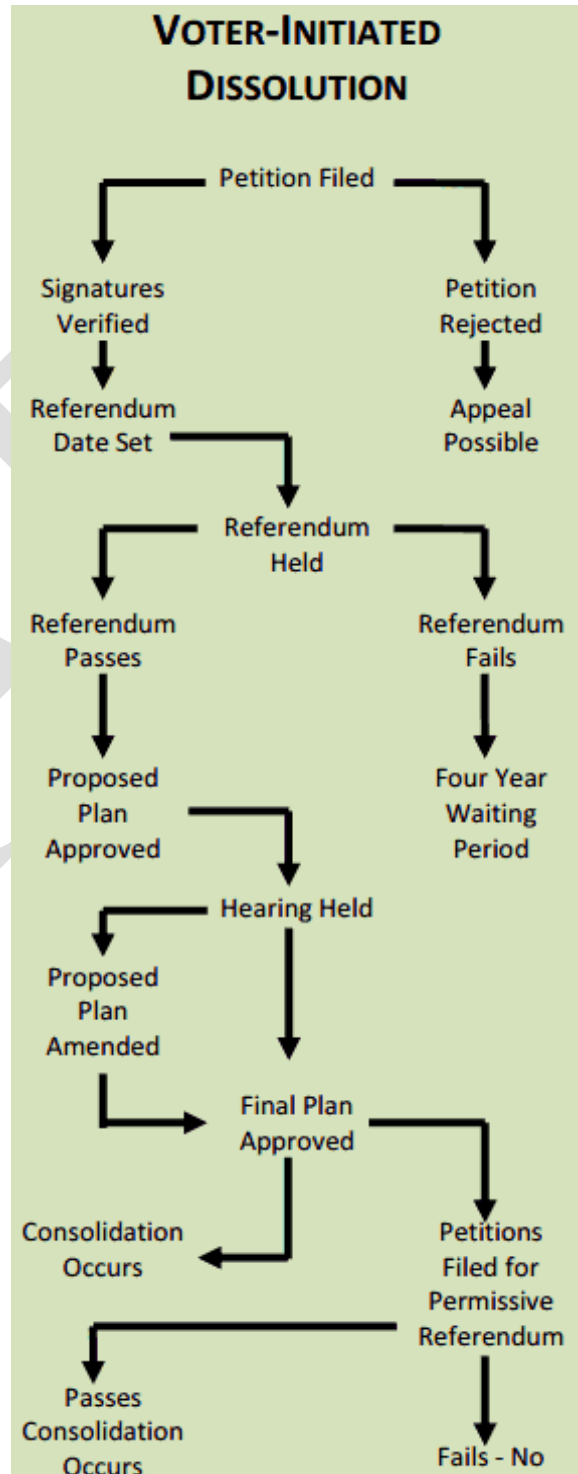 VOTER-INITIATED
DISSOLUTION
Petition Filed
Signatures
Verified
Petition
Rejected
Referendum
Date Set
Appeal
Possible
Referendum
Held
Referendum
Passes
Referendum
Fails
Proposed
Plan
Approved
Four Year
Waiting
Period
Hearing Held
Proposed
Plan
Amended
Final Plan
Approved
Consolidation
Occurs
Petitions
Filed for
Permissive
Referendum
Passes
Consolidation
Occurs
Fails - No